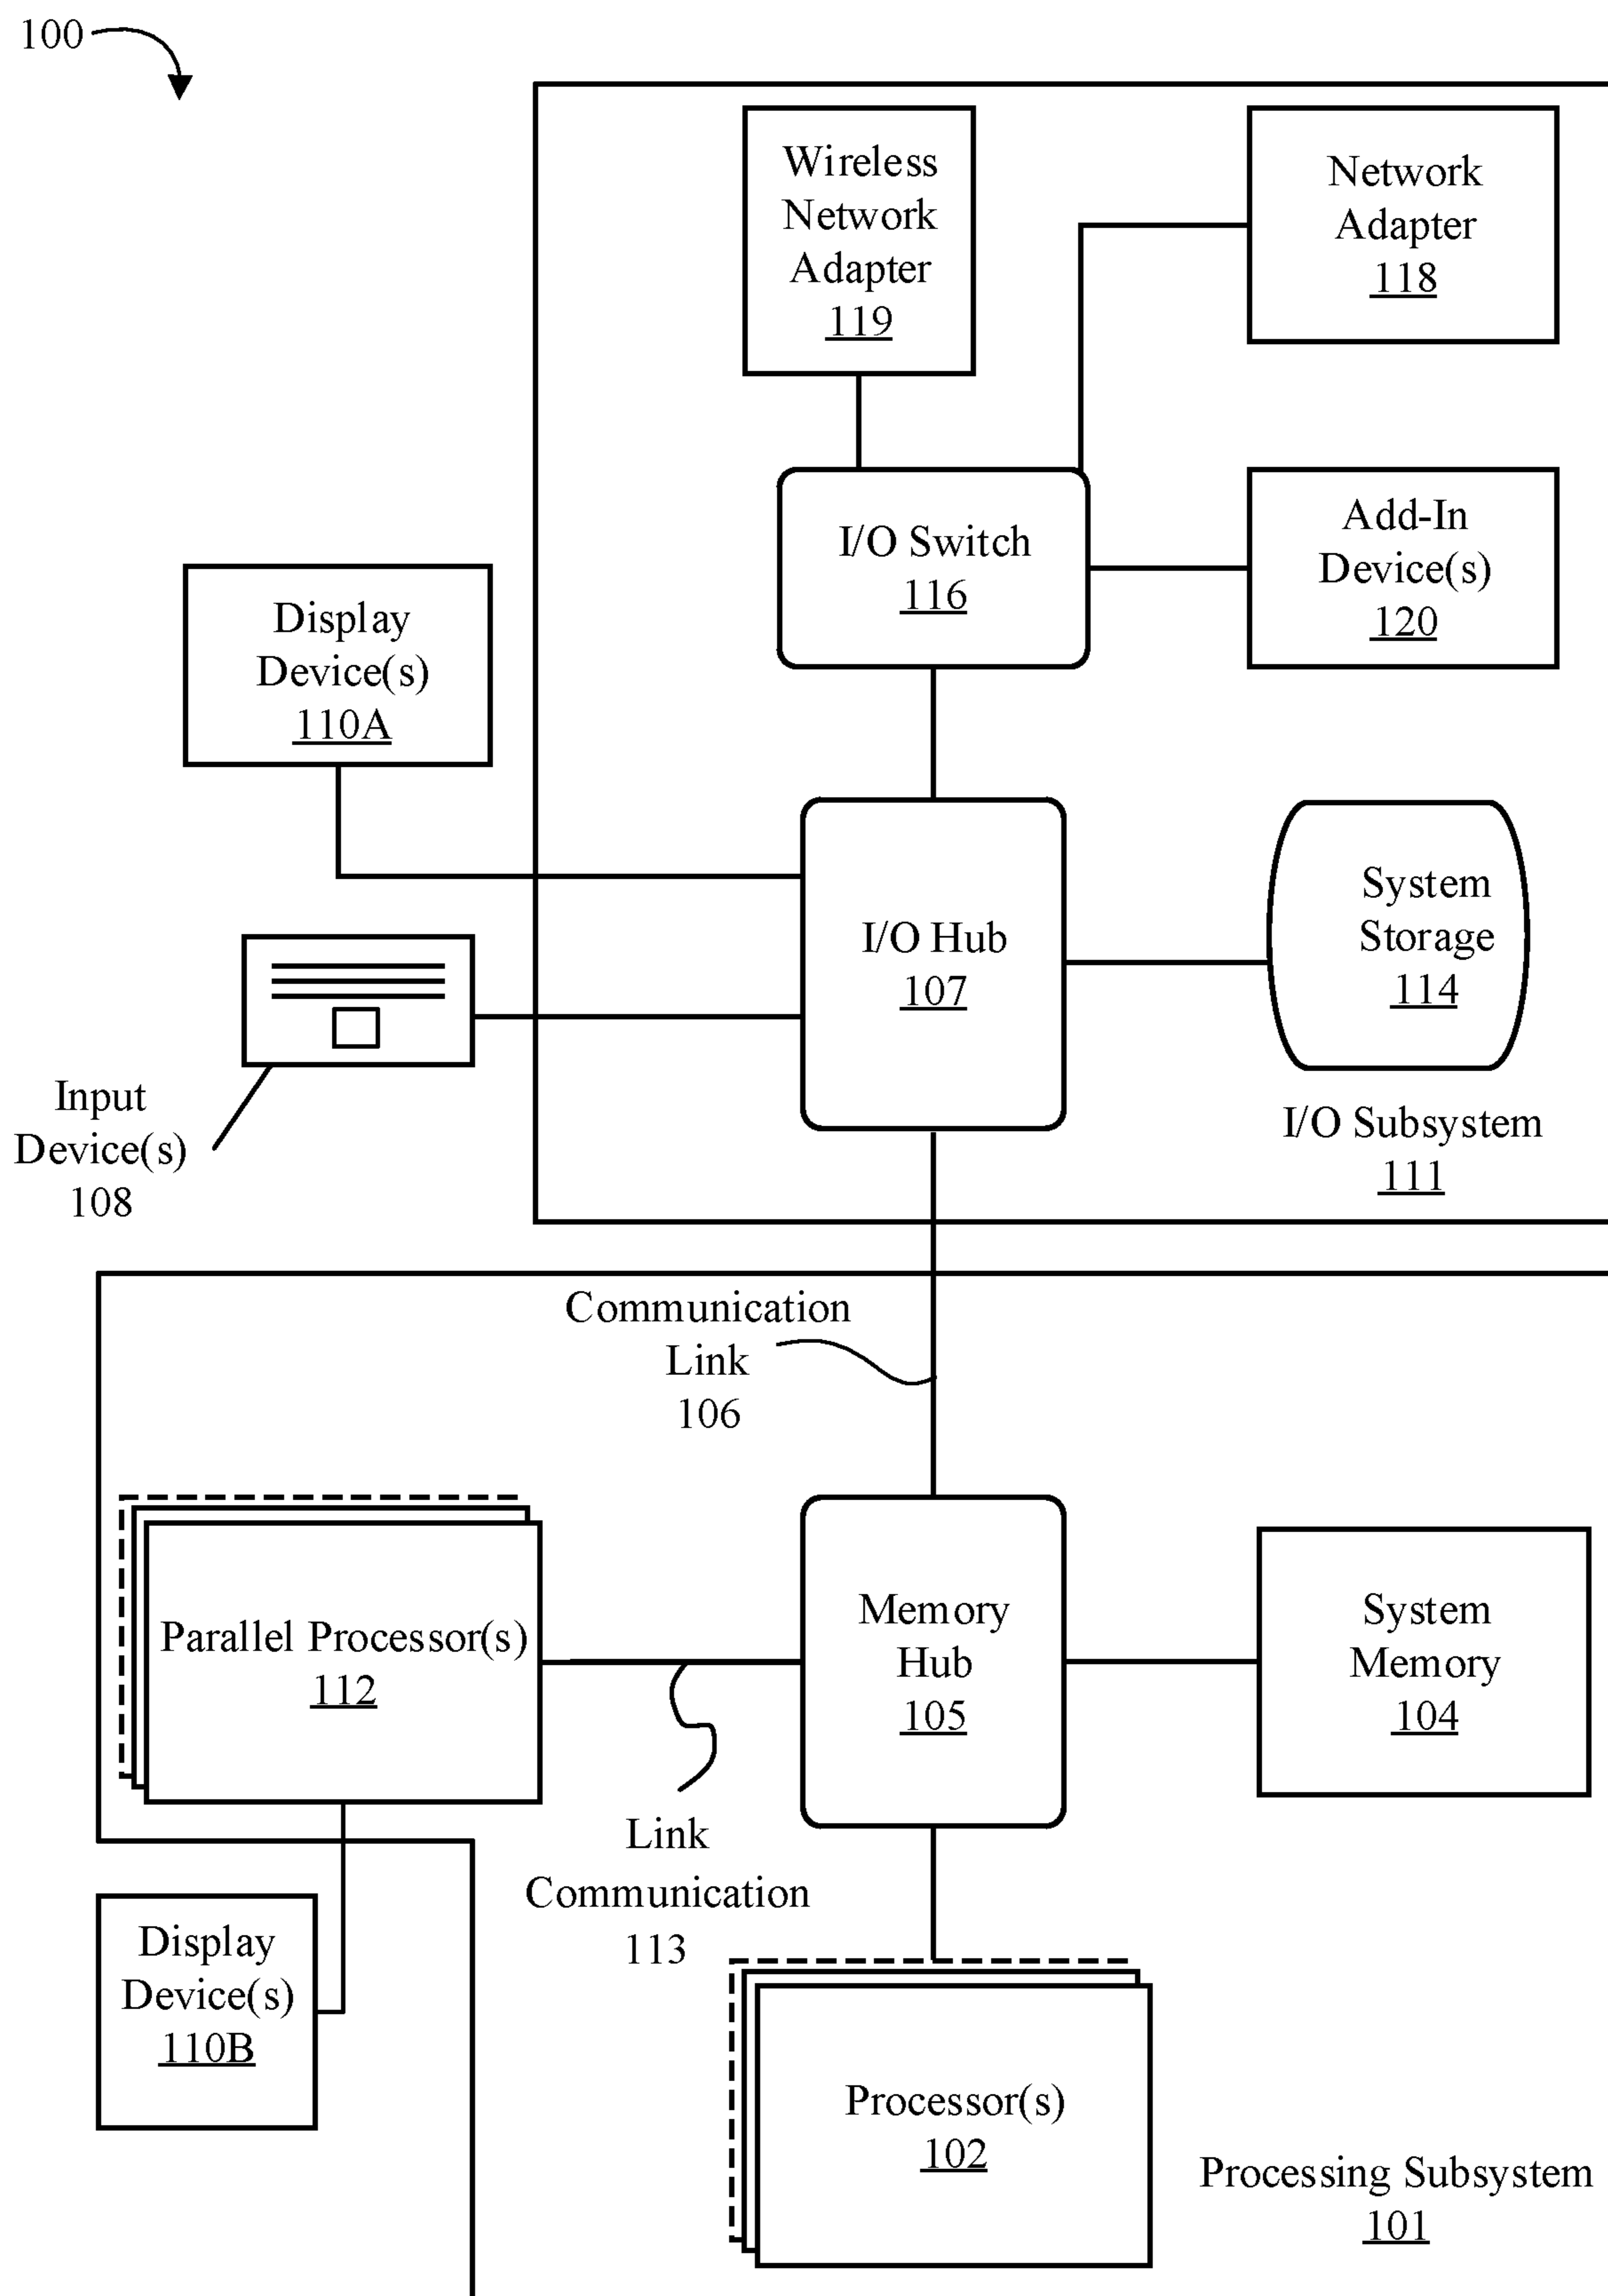 100
Wireless
Network
Adapter
119
Network
Adapter
118
I/O Switch
116
Add-In
Device(s)
120
Display
Device(s)
110A
I/O Hub
107
System
Storage
114
Input
Device(s)
108
I/O Subsystem
111
Communication
Link
106
Parallel Processor(s)
112
Memory
Hub
105
System
Memory
104
Link
Communication
113
Display
Device(s)
110B
Processor(s)
102
Processing Subsystem
101